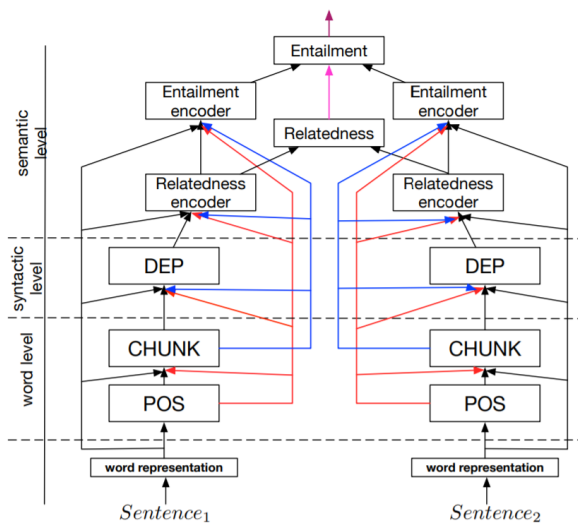 Entailment
Entailment
encoder
Entailment
encoder
Relatedness
semantic
level
Relatedness
encoder
Relatedness
encoder
syntactic
level
DEP
DEP
word level
CHUNK
CHUNK
POS
POS
word representation
word representation
Sentence₁
Sentence₂